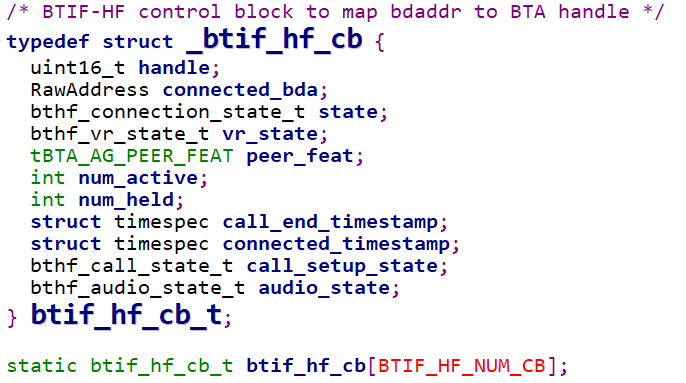 /* BTIF-HF control block to map bdaddr to BTA handle */
typedef struct _btif_hf_cb {
  uint16_t handle;
  RawAddress connected_bda;
  bthf_connection_state_t state;
  bthf_vr_state_t vr_state;
  tBTA_AG_PEER_FEAT peer_feat;
  int num_active;
  int num_held;
  struct timespec call_end_timestamp;
  struct timespec connected_timestamp;
  bthf_call_state_t call_setup_state;
  bthf_audio_state_t audio_state;
} btif_hf_cb_t;
static btif_hf_cb_t btif_hf_cb[BTIF_HF_NUM_CB];